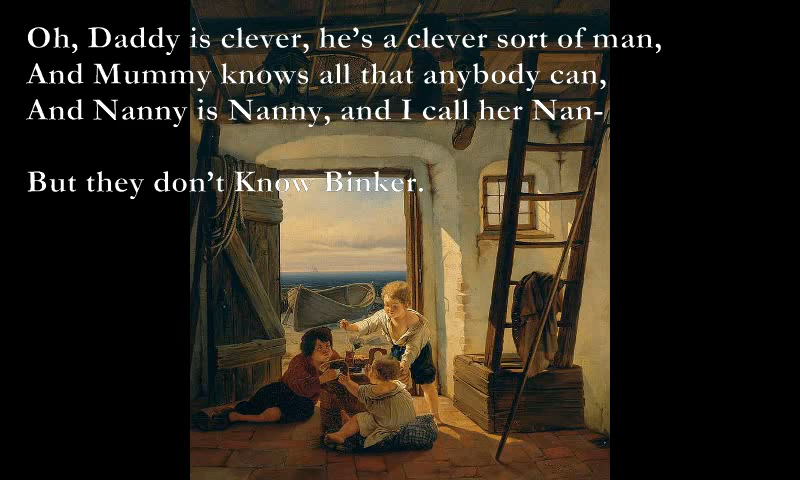 Oh, Daddy is clever, he's a clever sort of man,
And Mummy knows all that anybody can,
And Nanny is Nanny, and I call her Nan-
But they don't Know Binker.